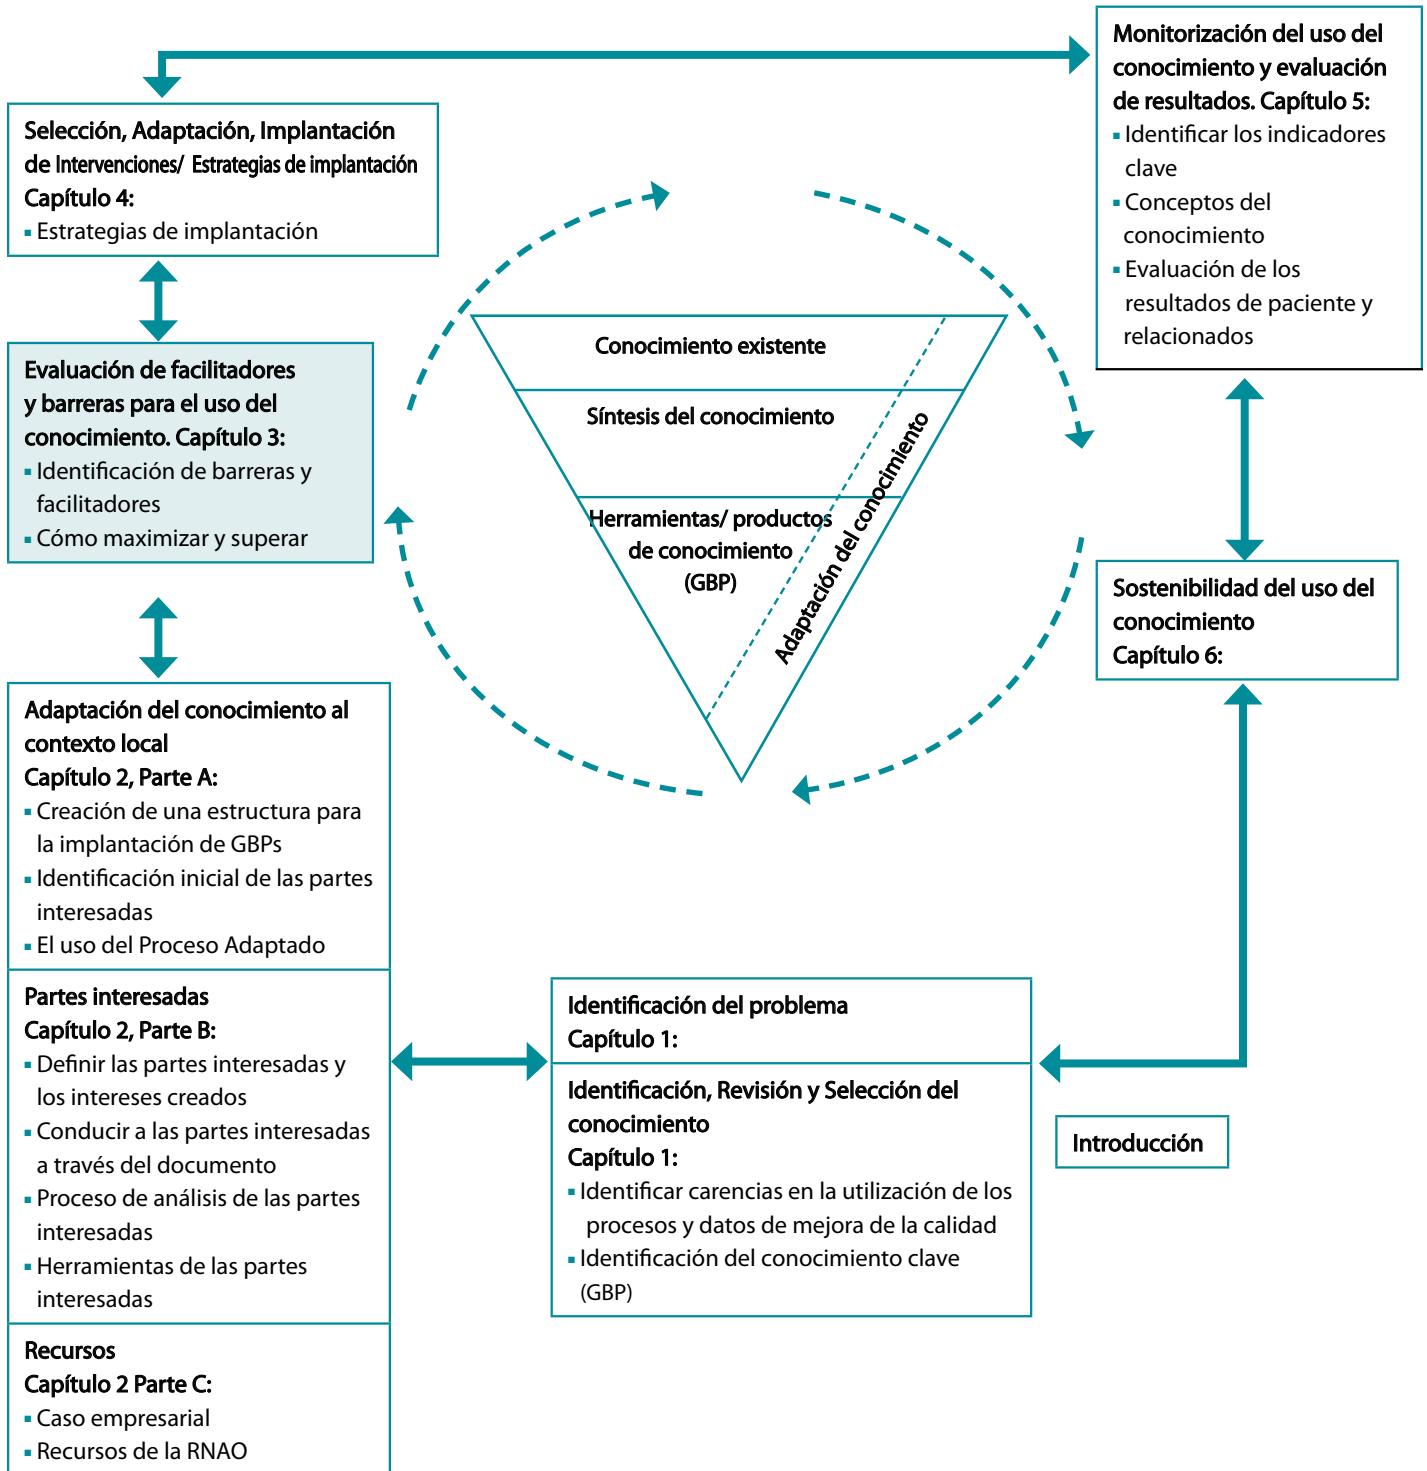 Monitorización del uso del
conocimiento y evaluación
de resultados. Capítulo 5:
▪ Identificar los indicadores
clave
▪ Conceptos del
conocimiento
▪ Evaluación de los
resultados de paciente y
relacionados
Selección, Adaptación, Implantación
de Intervenciones/ Estrategias de implantación
Capítulo 4:
▪ Estrategias de implantación
Evaluación de facilitadores
y barreras para el uso del
conocimiento. Capítulo 3:
▪ Identificación de barreras y
facilitadores
▪ Cómo maximizar y superar
Conocimiento existente
Síntesis del conocimiento
Herramientas/ productos
de conocimiento
(GBP)
Adaptación del conocimiento
Sostenibilidad del uso del
conocimiento
Capítulo 6:
Adaptación del conocimiento al
contexto local
Capítulo 2, Parte A:
▪ Creación de una estructura para
la implantación de GBPs
▪ Identificación inicial de las partes
interesadas
▪ El uso del Proceso Adaptado
Partes interesadas
Capítulo 2, Parte B:
▪ Definir las partes interesadas y
los intereses creados
▪ Conducir a las partes interesadas
a través del documento
▪ Proceso de análisis de las partes
interesadas
▪ Herramientas de las partes
interesadas
Recursos
Capítulo 2 Parte C:
▪ Caso empresarial
▪ Recursos de la RNAO
Identificación del problema
Capítulo 1:
Identificación, Revisión y Selección del
conocimiento
Capítulo 1:
▪ Identificar carencias en la utilización de los
procesos y datos de mejora de la calidad
▪ Identificación del conocimiento clave
(GBP)
Introducción